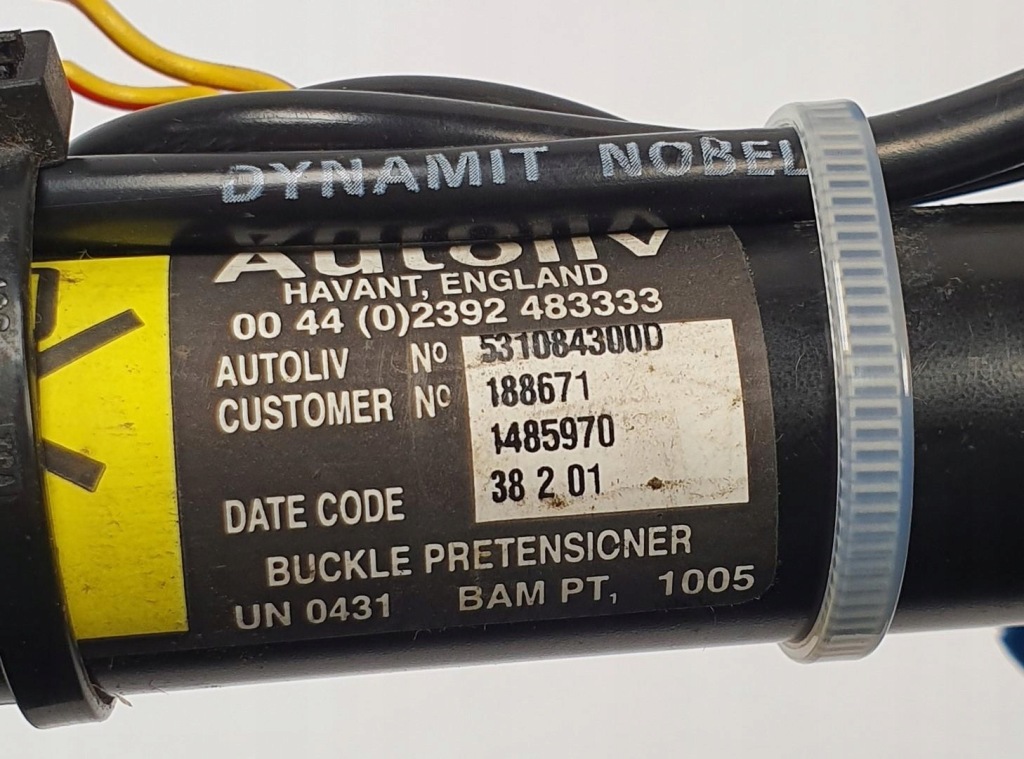 DYNAMIT NOBEL
Autoliv
HAVANT, ENGLAND
00 44 (0)2392 483333
AUTOLIV Nº 531084300D
CUSTOMER Nº 188671
1485970
DATE CODE 38 2 01
BUCKLE PRETENSIONER
UN 0431 BAM PT, 1005